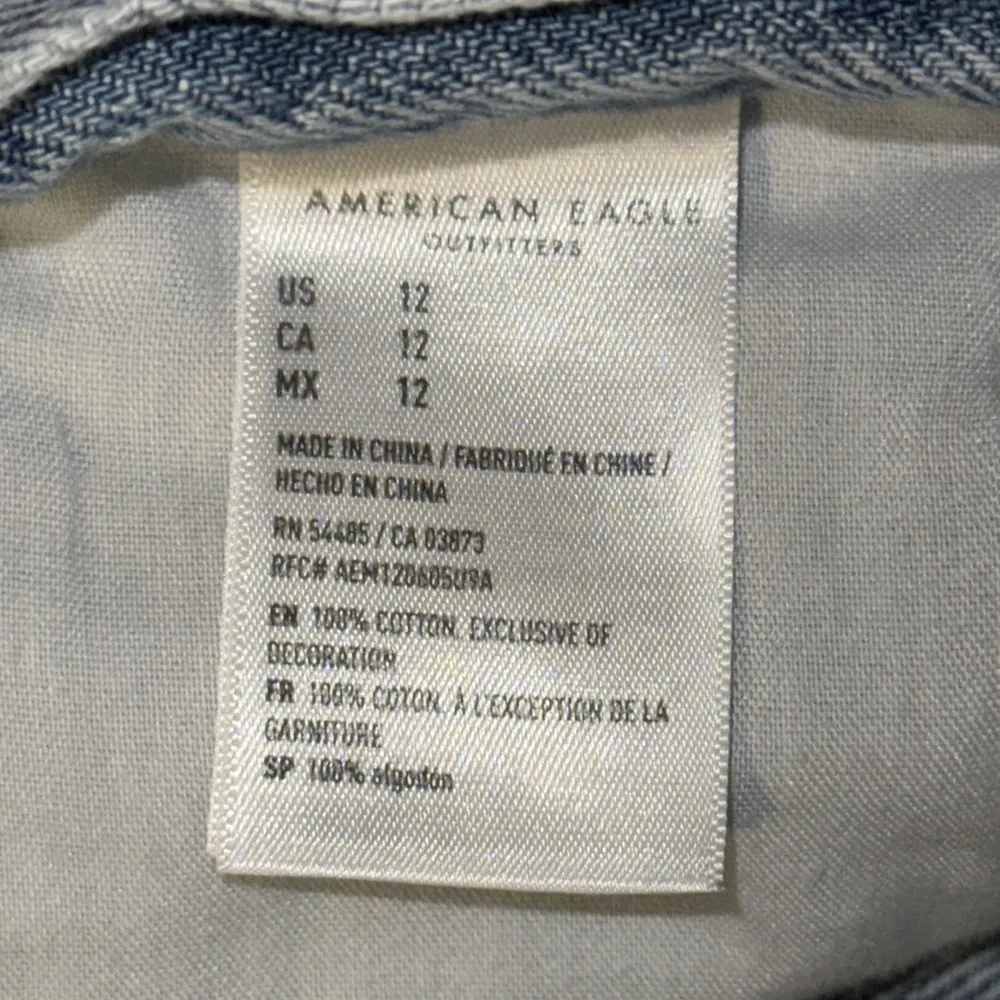 AMERICAN EAGLE
OUTFITTERS
US 12
CA 12
MX 12
MADE IN CHINA / FABRIQUÉ EN CHINE /
HECHO EN CHINA
RN 54485 / CA 03873
RFC# AEM120605U9A
EN 100% COTTON. EXCLUSIVE OF
DECORATION
FR 100% COTON. À L'EXCEPTION DE LA
GARNITURE
SP 100% algodón